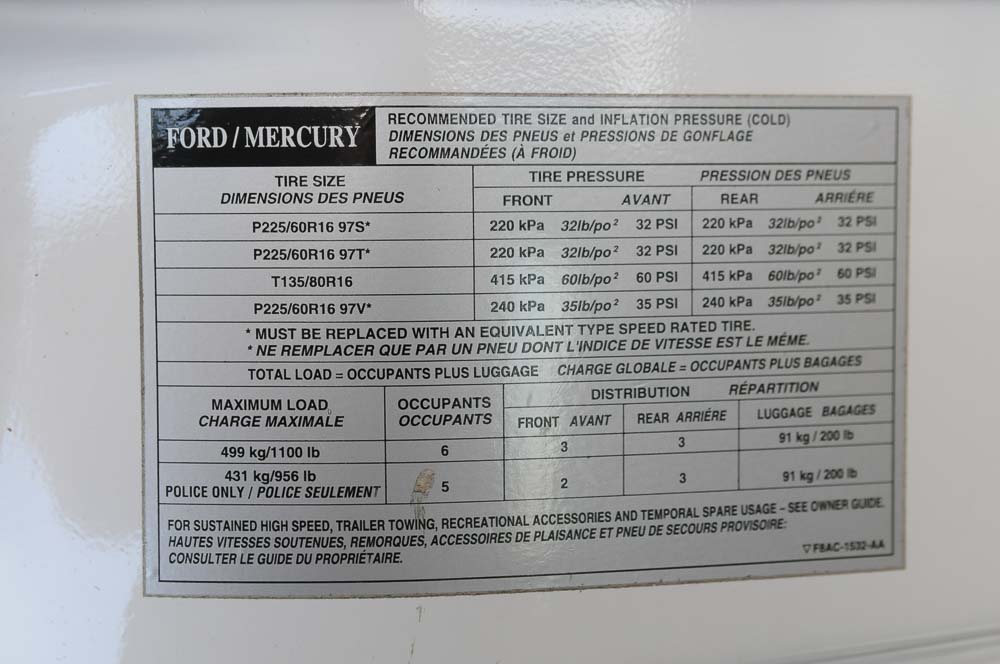 FORD / MERCURY
RECOMMENDED TIRE SIZE and INFLATION PRESSURE (COLD)
DIMENSIONS DES PNEUS et PRESSIONS DE GONFLAGE
RECOMMANDÉES (À FROID)
TIRE SIZE
DIMENSIONS DES PNEUS
TIRE PRESSURE PRESSION DES PNEUS
FRONT AVANT REAR ARRIÉRE
P225/60R16 97S* 220 kPa 32lb/po² 32 PSI 220 kPa 32lb/po² 32 PSI
P225/60R16 97T* 220 kPa 32lb/po² 32 PSI 220 kPa 32lb/po² 32 PSI
T135/80R16 415 kPa 60lb/po² 60 PSI 415 kPa 60lb/po² 60 PSI
P225/60R16 97V* 240 kPa 35lb/po² 35 PSI 240 kPa 35lb/po² 35 PSI
* MUST BE REPLACED WITH AN EQUIVALENT TYPE SPEED RATED TIRE.
* NE REMPLACER QUE PAR UN PNEU DONT L'INDICE DE VITESSE EST LE MÉME.
TOTAL LOAD = OCCUPANTS PLUS LUGGAGE CHARGE GLOBALE = OCCUPANTS PLUS BAGAGES
MAXIMUM LOAD
CHARGE MAXIMALE
OCCUPANTS
OCCUPANTS
DISTRIBUTION RÉPARTITION
FRONT AVANT REAR ARRIÉRE LUGGAGE BAGAGES
499 kg/1100 lb 6 3 3 91 kg / 200 lb
431 kg/956 lb
POLICE ONLY / POLICE SEULEMENT 5 2 3 91 kg / 200 lb
FOR SUSTAINED HIGH SPEED, TRAILER TOWING, RECREATIONAL ACCESSORIES AND TEMPORAL SPARE USAGE – SEE OWNER GUIDE.
HAUTES VITESSES SOUTENUES, REMORQUES, ACCESSOIRES DE PLAISANCE ET PNEU DE SECOURS PROVISOIRE:
CONSULTER LE GUIDE DU PROPRIÉTAIRE.
▽ F8AC-1532-AA